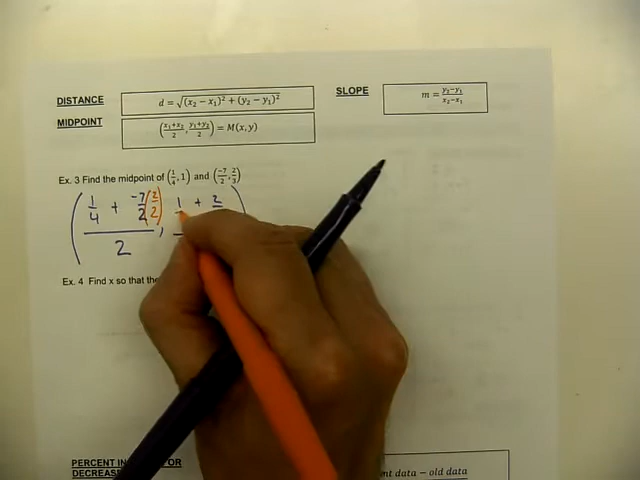 DISTANCE d = √(x₂ − x₁)² + (y₂ − y₁)² SLOPE m = (y₂−y₁)/(x₂−x₁)
MIDPOINT ((x₁+x₂)/2, (y₁+y₂)/2) = M(x, y)
Ex. 3 Find the midpoint of (1/4, 1) and (−7/2, 2/3)
(1/4 + −7/2 (2/2) , 1 + 2
2
Ex. 4 Find x so that the
PERCENT IN OR
DECREAS nt data − old data